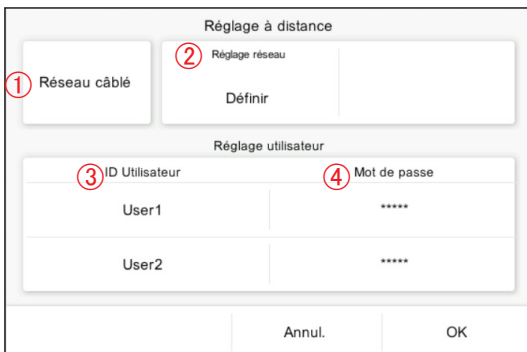 Réglage à distance
① Réseau câblé
② Réglage réseau
Définir
Réglage utilisateur
③ ID Utilisateur ④ Mot de passe
User1 *****
User2 *****
Annul. OK